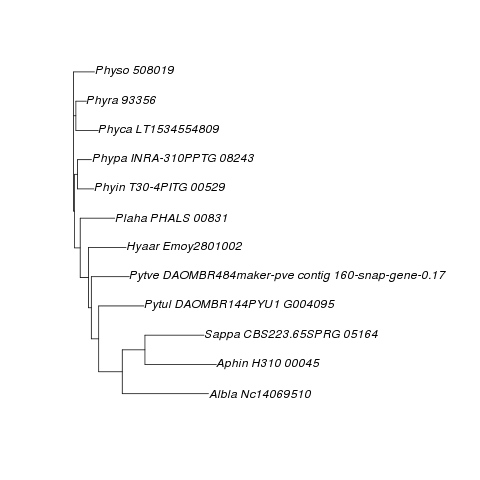 Physo 508019
Phyra 93356
Phyca LT1534554809
Phypa INRA-310PPTG 08243
Phyin T30-4PITG 00529
Plaha PHALS 00831
Hyaar Emoy2801002
Pytve DAOMBR484maker-pve contig 160-snap-gene-0.17
Pytul DAOMBR144PYU1 G004095
Sappa CBS223.65SPRG 05164
Aphin H310 00045
Albla Nc14069510